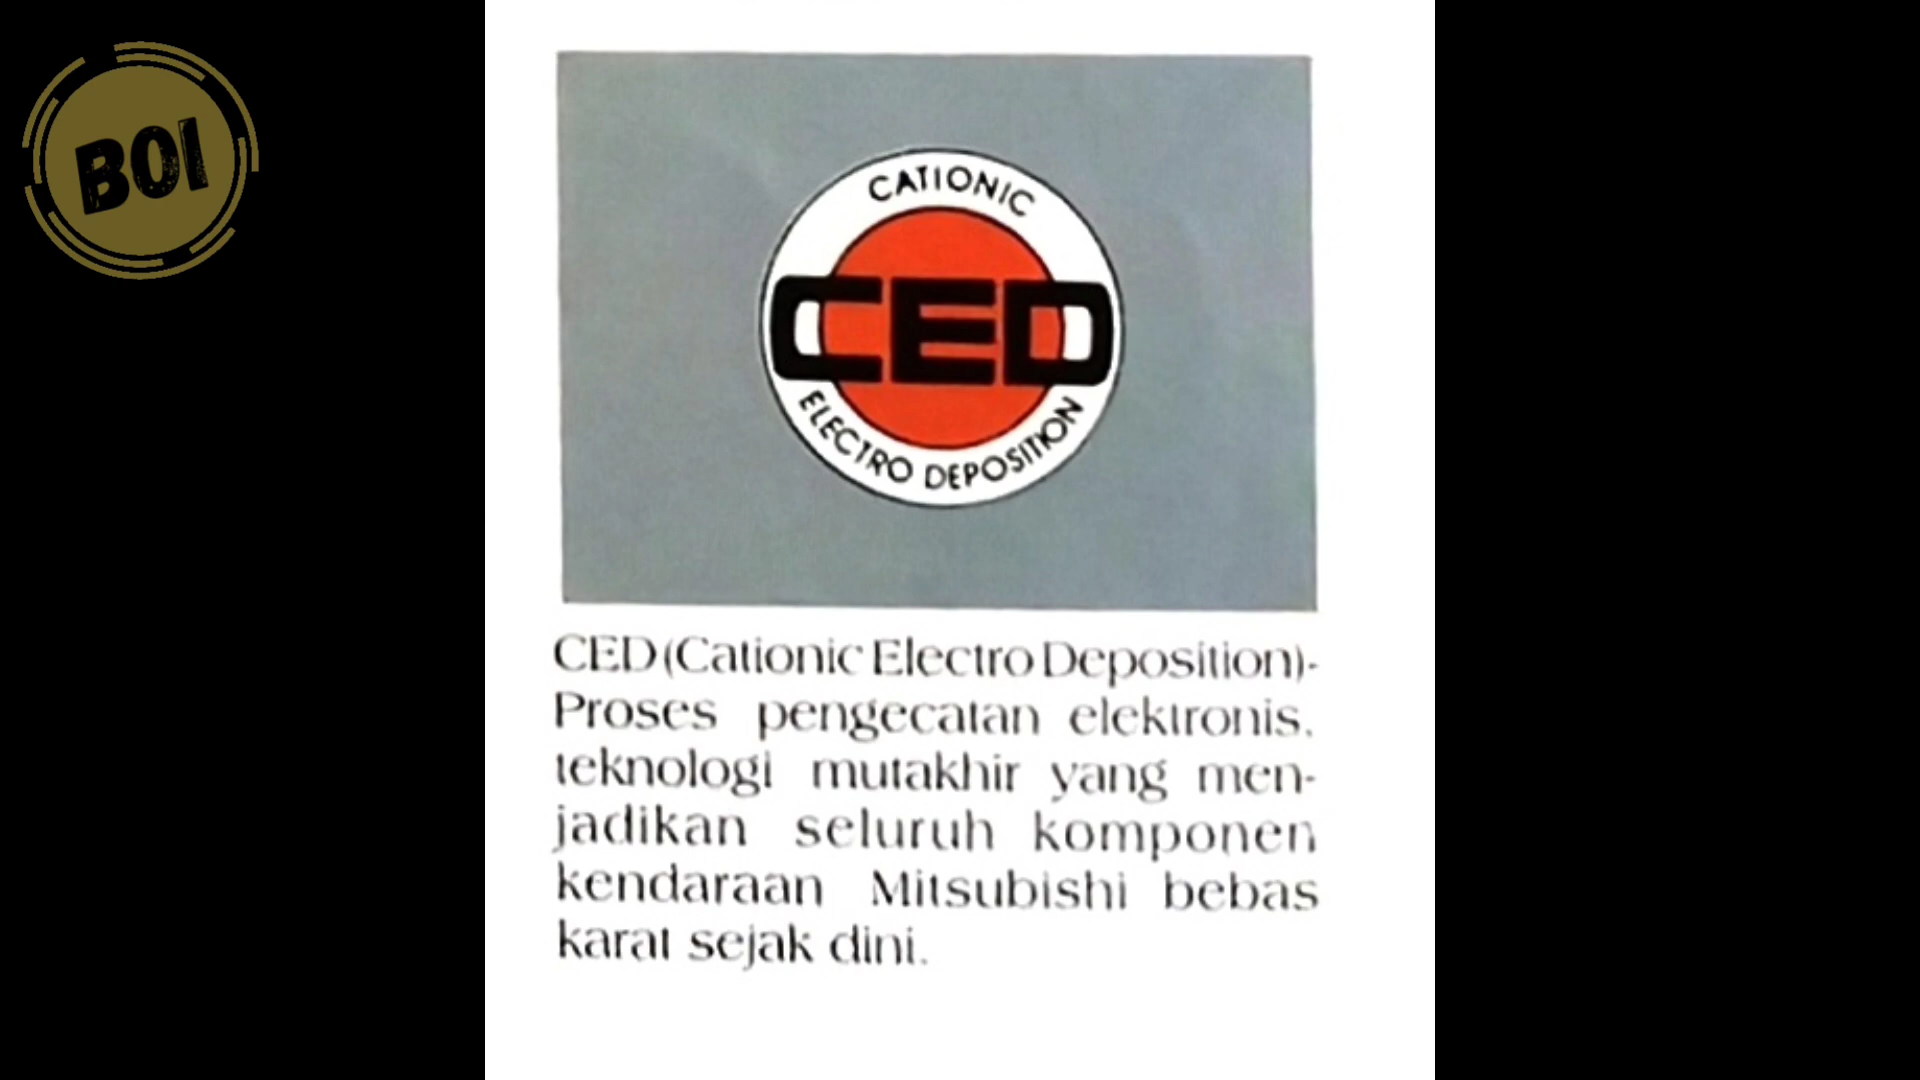 BOI
CATIONIC
CED
ELECTRO DEPOSITION
CED (Cationic Electro Deposition)-
Proses pengecatan elektronis,
teknologi mutakhir yang men-
jadikan seluruh komponen
kendaraan Mitsubishi bebas
karat sejak dini.